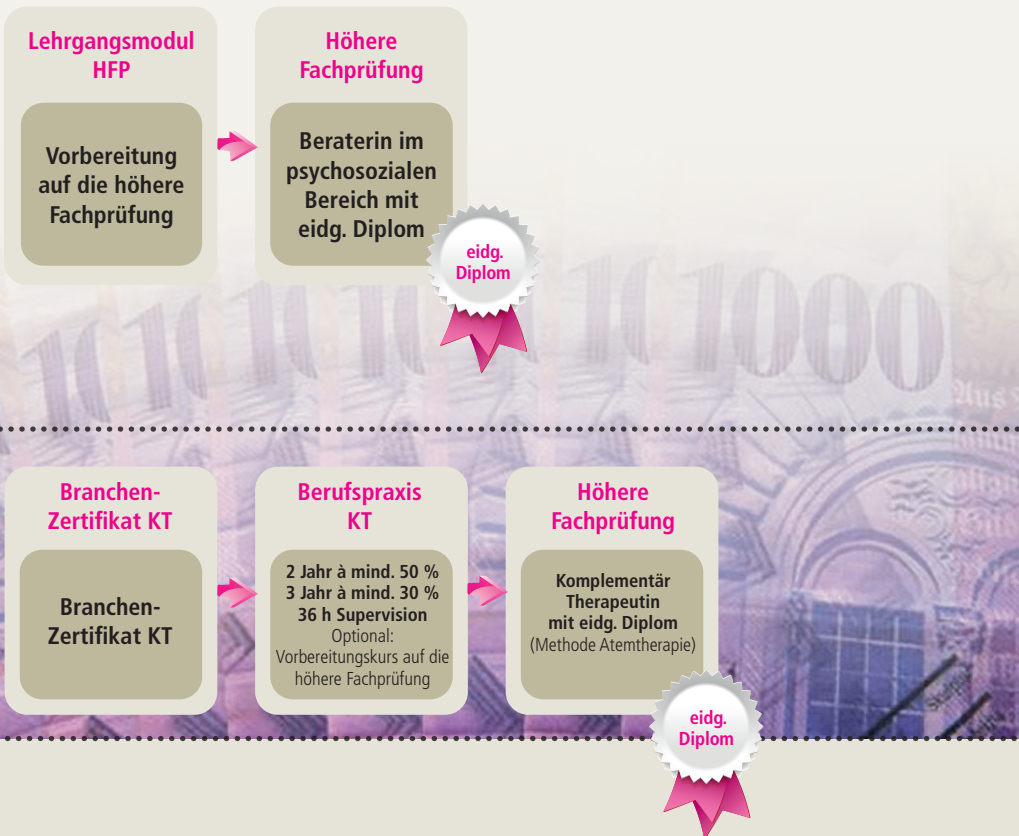 Lehrgangsmodul
HFP
Vorbereitung
auf die höhere
Fachprüfung
Höhere
Fachprüfung
Beraterin im
psychosozialen
Bereich mit
eidg. Diplom
eidg.
Diplom
1000
Branchen-
Zertifikat KT
Branchen-
Zertifikat KT
Berufspraxis
KT
2 Jahr à mind. 50 %
3 Jahr à mind. 30 %
36 h Supervision
Optional:
Vorbereitungskurs auf die
höhere Fachprüfung
Höhere
Fachprüfung
Komplementär
Therapeutin
mit eidg. Diplom
(Methode Atemtherapie)
eidg.
Diplom